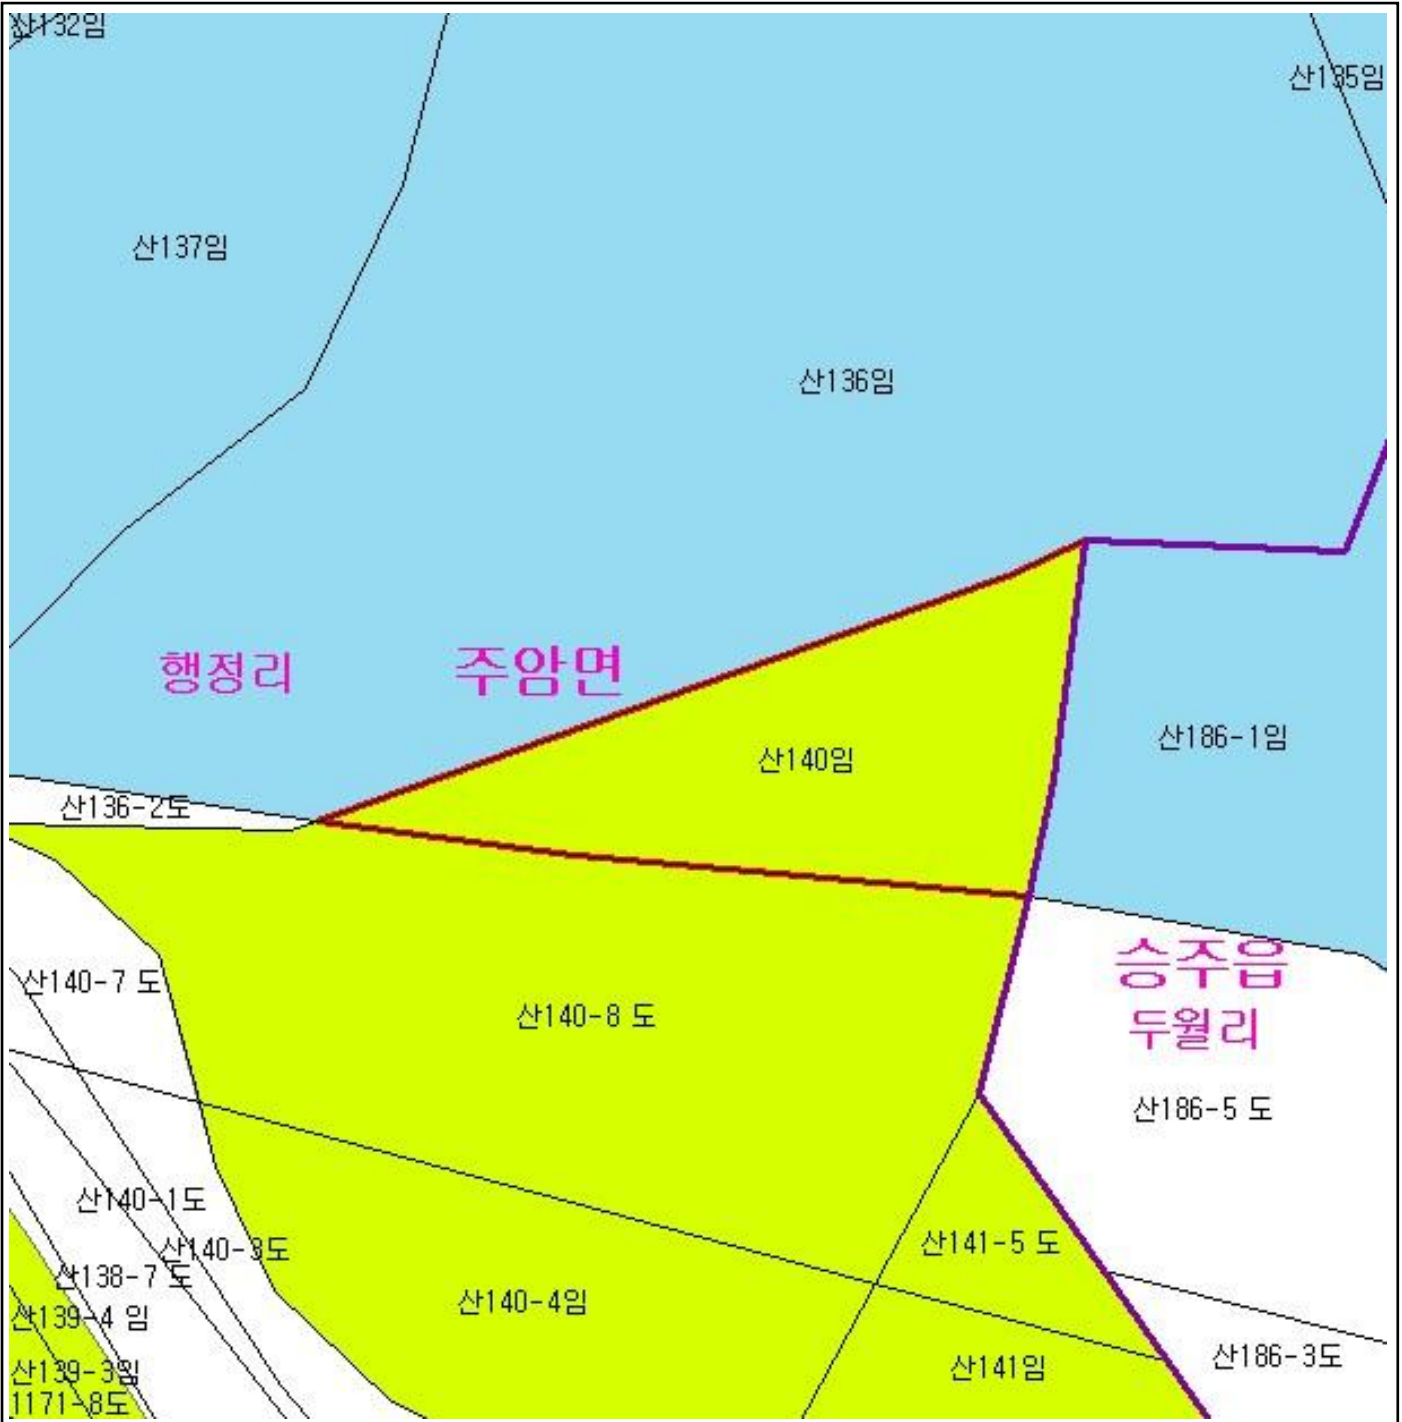 산132임
산135임
산137임
산136임
행정리
주암면
산140임
산186-1임
산136-2도
승주읍
두월리
산140-7 도
산140-8 도
산186-5 도
산140-1도
산140-3도
산141-5 도
산138-7 도
산140-4임
산139-4 임
산186-3도
산139-3임
산141임
1171-8도